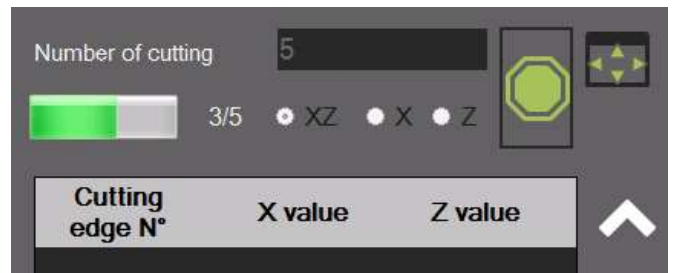 Number of cutting 5
3/5 XZ X Z
Cutting edge N° X value Z value